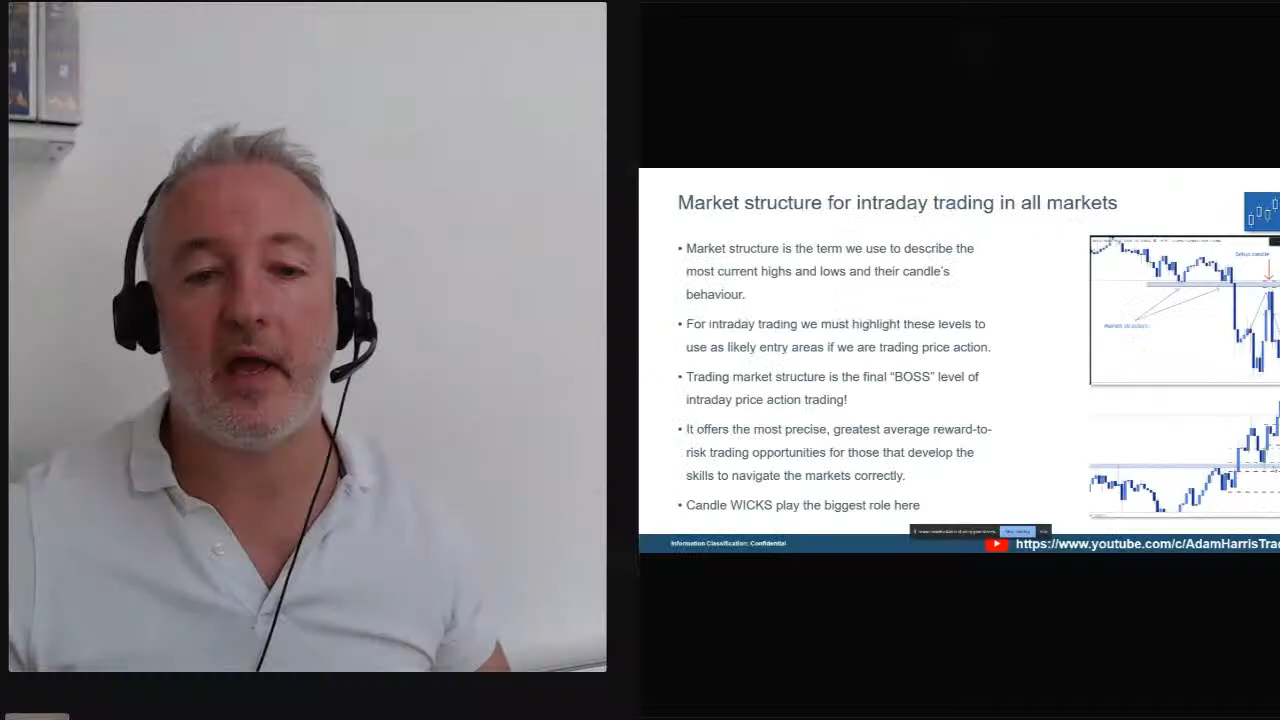 Market structure for intraday trading in all markets
• Market structure is the term we use to describe the
most current highs and lows and their candle's
behaviour.
• For intraday trading we must highlight these levels to
use as likely entry areas if we are trading price action.
• Trading market structure is the final “BOSS” level of
intraday price action trading!
• It offers the most precise, greatest average reward-to-
risk trading opportunities for those that develop the
skills to navigate the markets correctly.
• Candle WICKS play the biggest role here
Setup candle
Market structure
Information Classification: Confidential
https://www.youtube.com/c/AdamHarrisTra